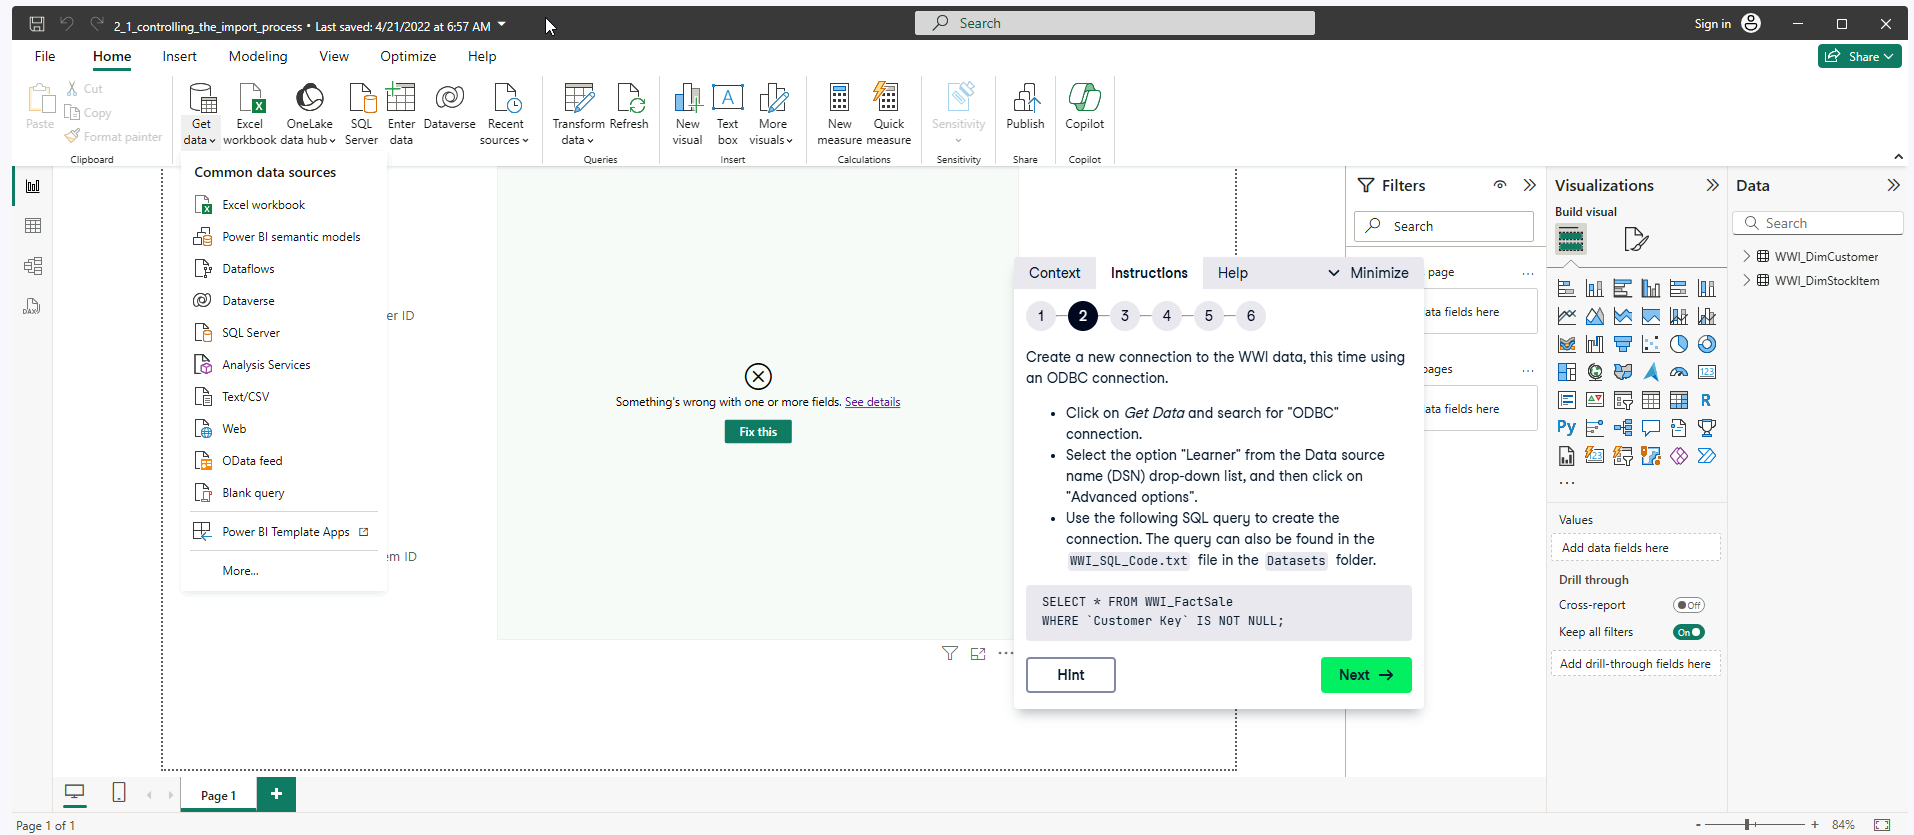 2_1_controlling_the_import_process • Last saved: 4/21/2022 at 6:57 AM
Search
Sign in
File
Home
Insert
Modeling
View
Optimize
Help
Share
Paste
Cut
Copy
Format painter
Clipboard
Get data
Excel workbook
OneLake data hub
SQL Server
Enter data
Dataverse
Recent sources
Transform data
Refresh
Queries
New visual
Text box
More visuals
Insert
New measure
Quick measure
Calculations
Sensitivity
Sensitivity
Publish
Share
Copilot
Copilot
Common data sources
Excel workbook
Power BI semantic models
Dataflows
Dataverse
SQL Server
Analysis Services
Text/CSV
Web
OData feed
Blank query
Power BI Template Apps
More...
er ID
em ID
Something's wrong with one or more fields. See details
Fix this
Context
Instructions
Help
Minimize
1
2
3
4
5
6
Create a new connection to the WWI data, this time using
an ODBC connection.
• Click on Get Data and search for "ODBC"
connection.
• Select the option "Learner" from the Data source
name (DSN) drop-down list, and then click on
"Advanced options".
• Use the following SQL query to create the
connection. The query can also be found in the
WWI_SQL_Code.txt file in the Datasets folder.
SELECT * FROM WWI_FactSale
WHERE `Customer Key` IS NOT NULL;
HInt
Next →
Filters
Search
page
...
ata fields here
pages
...
ata fields here
Visualizations
Build visual
123
R
Py
123
...
Values
Add data fields here
Drill through
Cross-report
Off
Keep all filters
On
Add drill-through fields here
Data
Search
WWI_DimCustomer
WWI_DimStockItem
DAX
Page 1
+
Page 1 of 1
- + 84%